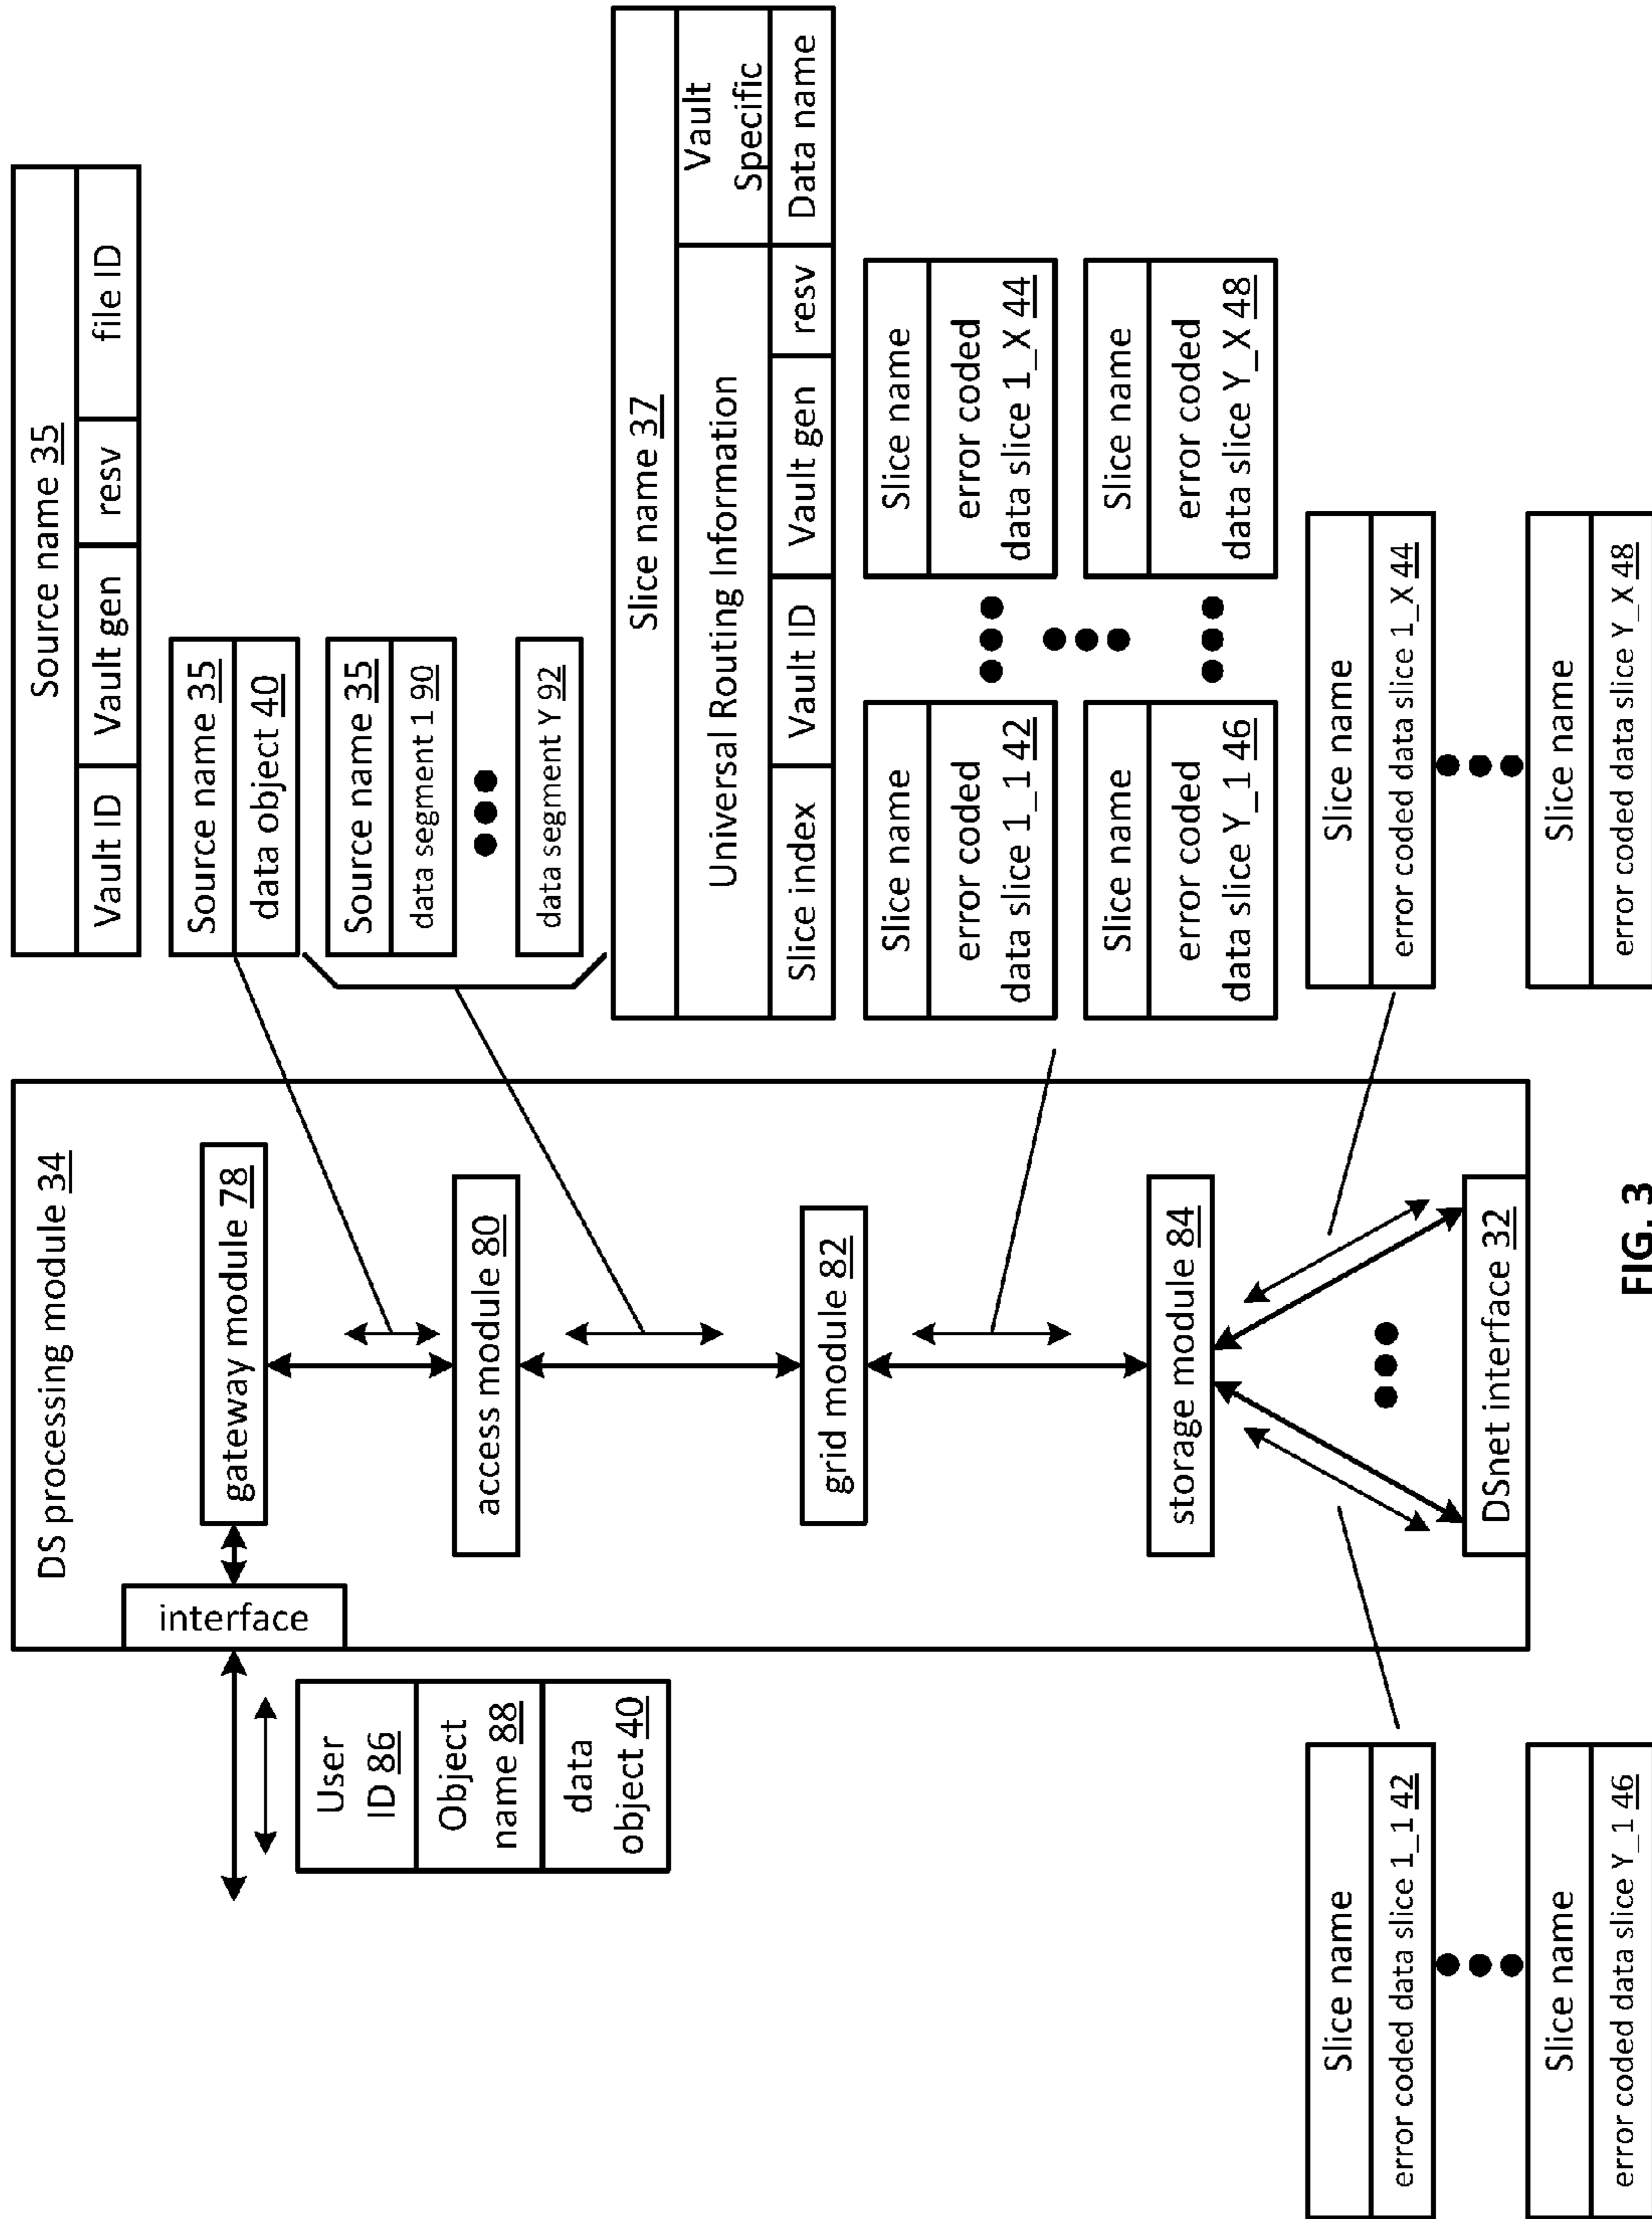 DS processing module 34
interface
gateway module 78
access module 80
grid module 82
storage module 84
DSnet interface 32
User
ID 86
Object
name 88
data
object 40
Source name 35
Vault ID
Vault gen
resv
file ID
Source name 35
data object 40
Source name 35
data segment 1 90
data segment Y 92
Slice name 37
Universal Routing Information
Vault
Specific
Slice index
Vault ID
Vault gen
resv
Data name
Slice name
error coded
data slice 1_1 42
Slice name
error coded
data slice 1_X 44
Slice name
error coded
data slice Y_1 46
Slice name
error coded
data slice Y_X 48
Slice name
error coded data slice 1_1 42
Slice name
error coded data slice Y_1 46
Slice name
error coded data slice 1_X 44
Slice name
error coded data slice Y_X 48
FIG. 3